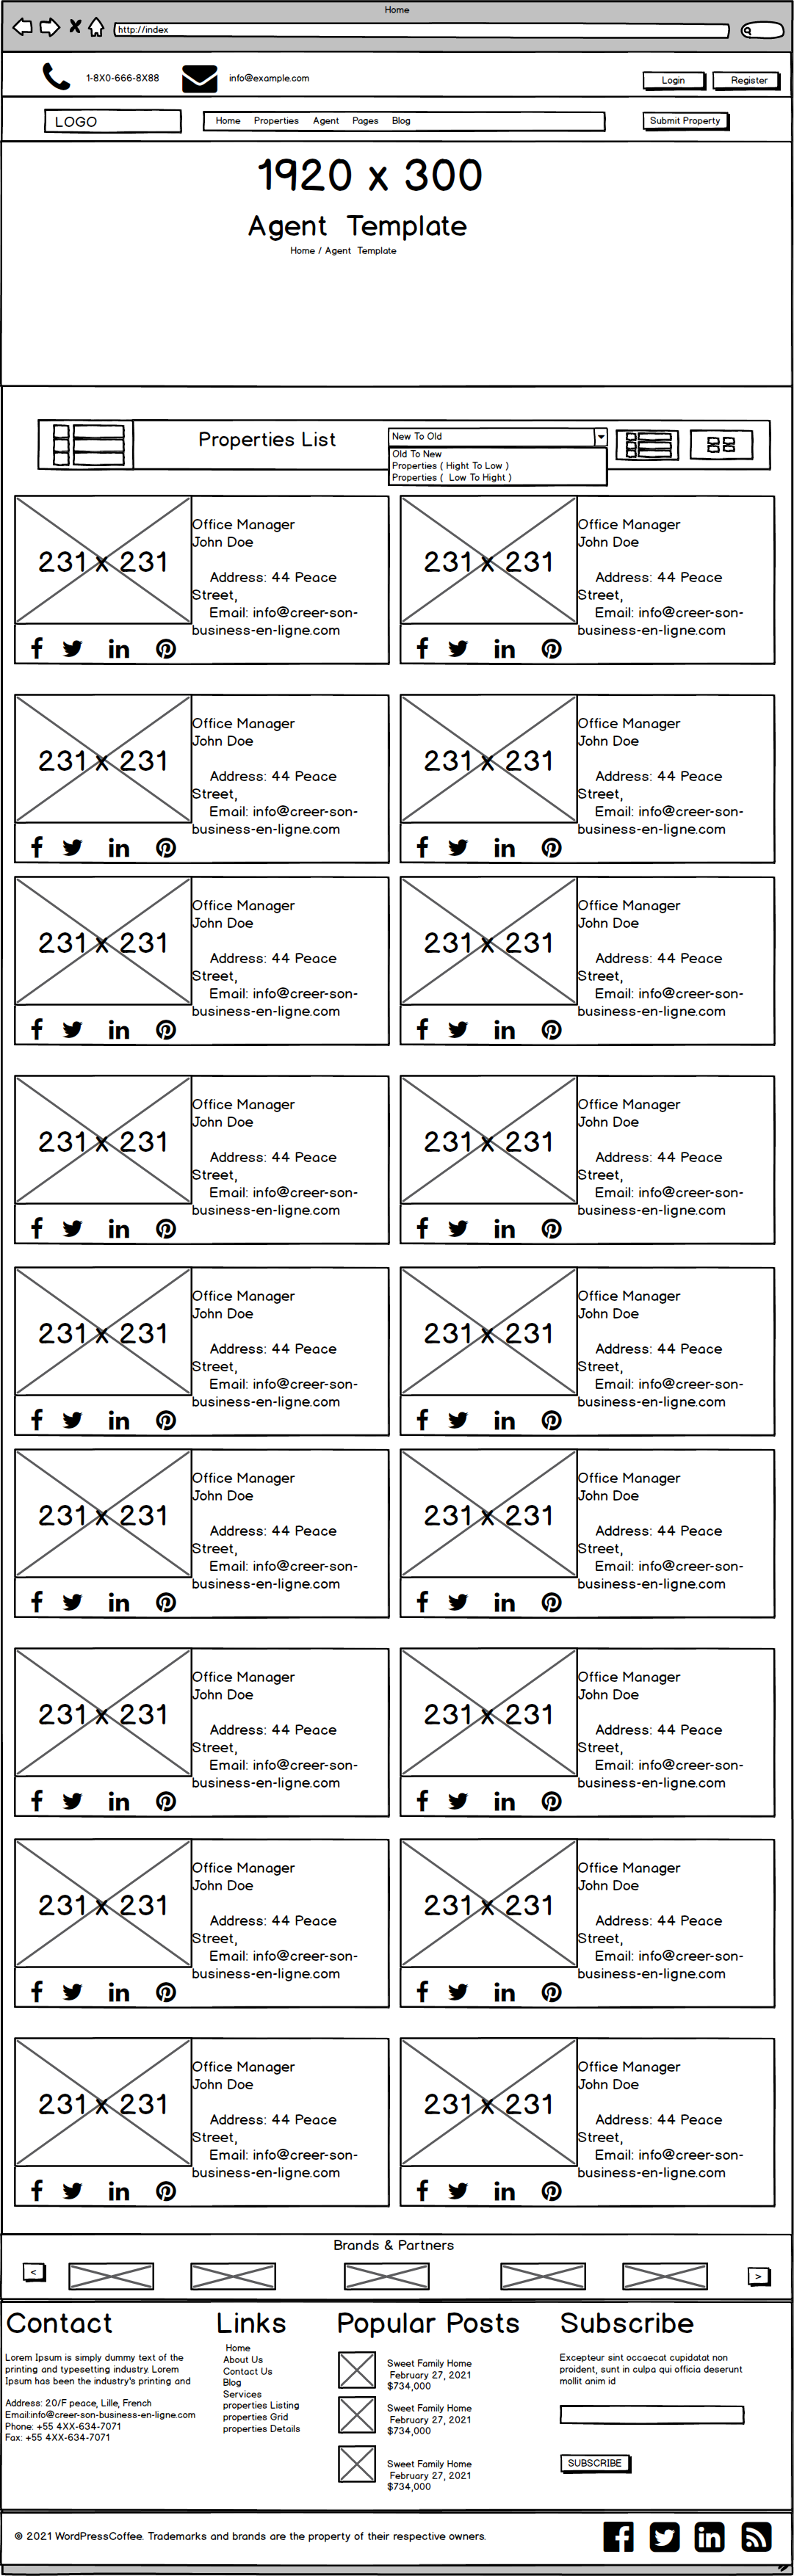 Home
http://index
1-8X0-666-8X88
info@example.com
Login
Register
LOGO
Home Properties Agent Pages Blog
Submit Property
1920 x 300
Agent Template
Home / Agent Template
Properties List
New To Old
Old To New
Properties ( Hight To Low )
Properties ( Low To Hight )
231 x 231
Office Manager
John Doe
Address: 44 Peace
Street,
Email: info@creer-son-
business-en-ligne.com
231 x 231
Office Manager
John Doe
Address: 44 Peace
Street,
Email: info@creer-son-
business-en-ligne.com
231 x 231
Office Manager
John Doe
Address: 44 Peace
Street,
Email: info@creer-son-
business-en-ligne.com
231 x 231
Office Manager
John Doe
Address: 44 Peace
Street,
Email: info@creer-son-
business-en-ligne.com
231 x 231
Office Manager
John Doe
Address: 44 Peace
Street,
Email: info@creer-son-
business-en-ligne.com
231 x 231
Office Manager
John Doe
Address: 44 Peace
Street,
Email: info@creer-son-
business-en-ligne.com
231 x 231
Office Manager
John Doe
Address: 44 Peace
Street,
Email: info@creer-son-
business-en-ligne.com
231 x 231
Office Manager
John Doe
Address: 44 Peace
Street,
Email: info@creer-son-
business-en-ligne.com
231 x 231
Office Manager
John Doe
Address: 44 Peace
Street,
Email: info@creer-son-
business-en-ligne.com
231 x 231
Office Manager
John Doe
Address: 44 Peace
Street,
Email: info@creer-son-
business-en-ligne.com
231 x 231
Office Manager
John Doe
Address: 44 Peace
Street,
Email: info@creer-son-
business-en-ligne.com
231 x 231
Office Manager
John Doe
Address: 44 Peace
Street,
Email: info@creer-son-
business-en-ligne.com
231 x 231
Office Manager
John Doe
Address: 44 Peace
Street,
Email: info@creer-son-
business-en-ligne.com
231 x 231
Office Manager
John Doe
Address: 44 Peace
Street,
Email: info@creer-son-
business-en-ligne.com
231 x 231
Office Manager
John Doe
Address: 44 Peace
Street,
Email: info@creer-son-
business-en-ligne.com
231 x 231
Office Manager
John Doe
Address: 44 Peace
Street,
Email: info@creer-son-
business-en-ligne.com
231 x 231
Office Manager
John Doe
Address: 44 Peace
Street,
Email: info@creer-son-
business-en-ligne.com
231 x 231
Office Manager
John Doe
Address: 44 Peace
Street,
Email: info@creer-son-
business-en-ligne.com
Brands & Partners
<
>
Contact
Lorem Ipsum is simply dummy text of the
printing and typesetting industry. Lorem
Ipsum has been the industry's printing and
Address: 20/F peace, Lille, French
Email:info@creer-son-business-en-ligne.com
Phone: +55 4XX-634-7071
Fax: +55 4XX-634-7071
Links
Home
About Us
Contact Us
Blog
Services
properties Listing
properties Grid
properties Details
Popular Posts
Sweet Family Home
February 27, 2021
$734,000
Sweet Family Home
February 27, 2021
$734,000
Sweet Family Home
February 27, 2021
$734,000
Subscribe
Excepteur sint occaecat cupidatat non
proident, sunt in culpa qui officia deserunt
mollit anim id
SUBSCRIBE
© 2021 WordPressCoffee. Trademarks and brands are the property of their respective owners.